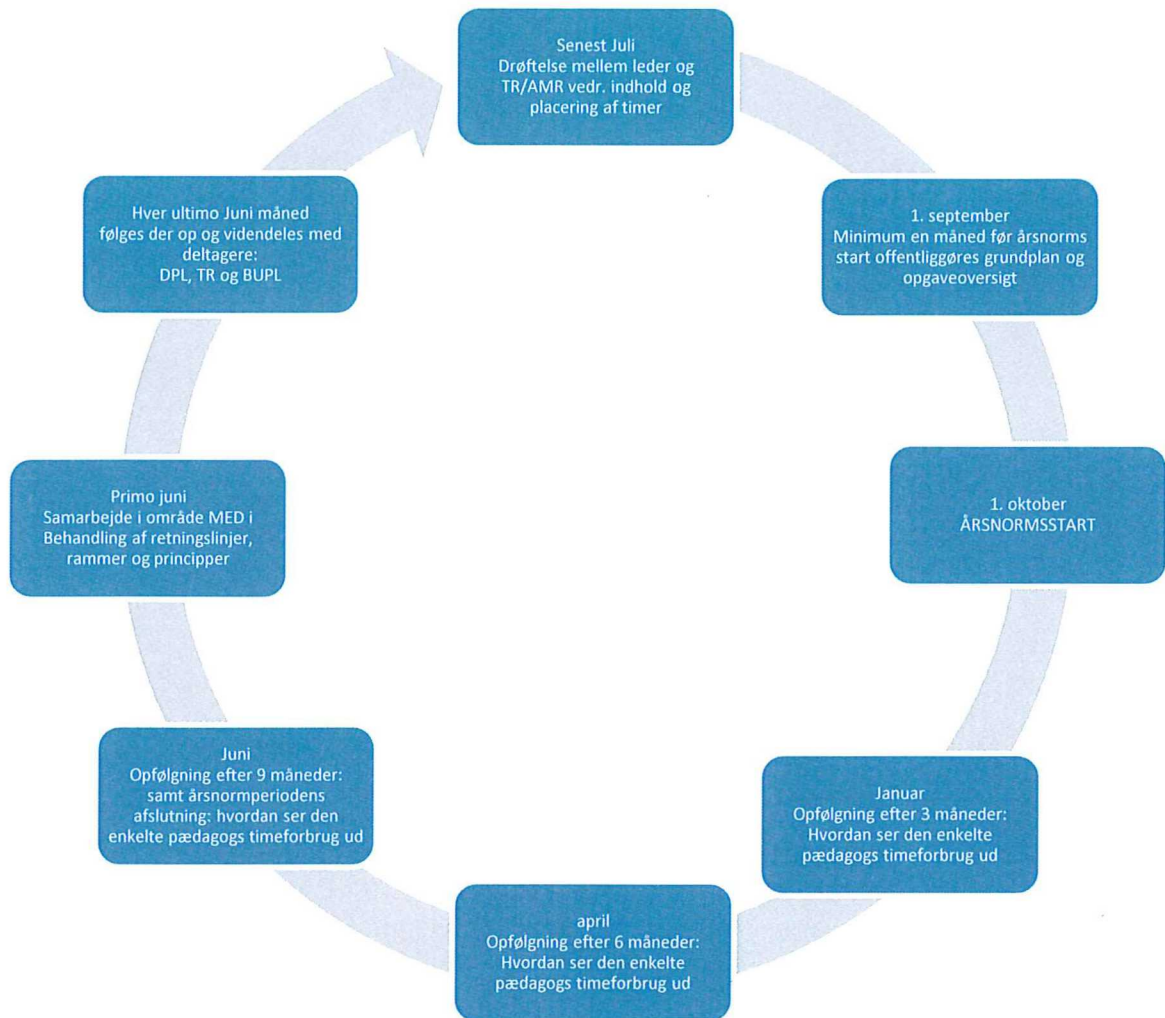 Senest Juli
Drøftelse mellem leder og
TR/AMR vedr. indhold og
placering af timer
1. september
Minimum en måned før årsnorms
start offentliggøres grundplan og
opgaveoversigt
1. oktober
ÅRSNORMSSTART
Januar
Opfølgning efter 3 måneder:
Hvordan ser den enkelte
pædagogs timeforbrug ud
april
Opfølgning efter 6 måneder:
Hvordan ser den enkelte
pædagogs timeforbrug ud
Juni
Opfølgning efter 9 måneder:
samt årsnormperiodens
afslutning: hvordan ser den
enkelte pædagogs timeforbrug ud
Primo juni
Samarbejde i område MED i
Behandling af retningslinjer,
rammer og principper
Hver ultimo Juni måned
følges der op og videndeles med
deltagere:
DPL, TR og BUPL